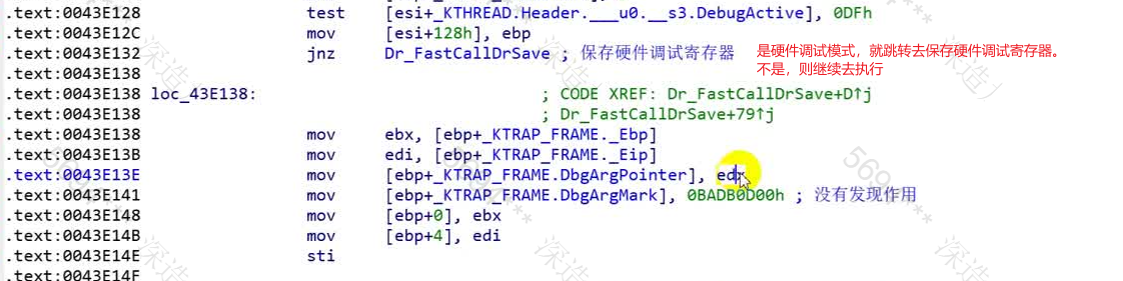 .text:0043E128 test [esi+_KTHREAD.Header.___u0.__s3.DebugActive], 0DFh
.text:0043E12C mov [esi+128h], ebp
.text:0043E132 jnz Dr_FastCallDrSave ; 保存硬件调试寄存器 是硬件调试模式，就跳转去保存硬件调试寄存器。
.text:0043E138 不是，则继续去执行
.text:0043E138 loc_43E138: ; CODE XREF: Dr_FastCallDrSave+D↑j
.text:0043E138 ; Dr_FastCallDrSave+79↑j
.text:0043E138 mov ebx, [ebp+_KTRAP_FRAME._Ebp]
.text:0043E13B mov edi, [ebp+_KTRAP_FRAME._Eip]
.text:0043E13E mov [ebp+_KTRAP_FRAME.DbgArgPointer], edx
.text:0043E141 mov [ebp+_KTRAP_FRAME.DbgArgMark], 0BADB0D00h ; 没有发现作用
.text:0043E148 mov [ebp+0], ebx
.text:0043E14B mov [ebp+4], edi
.text:0043E14E sti
.text:0043E14F